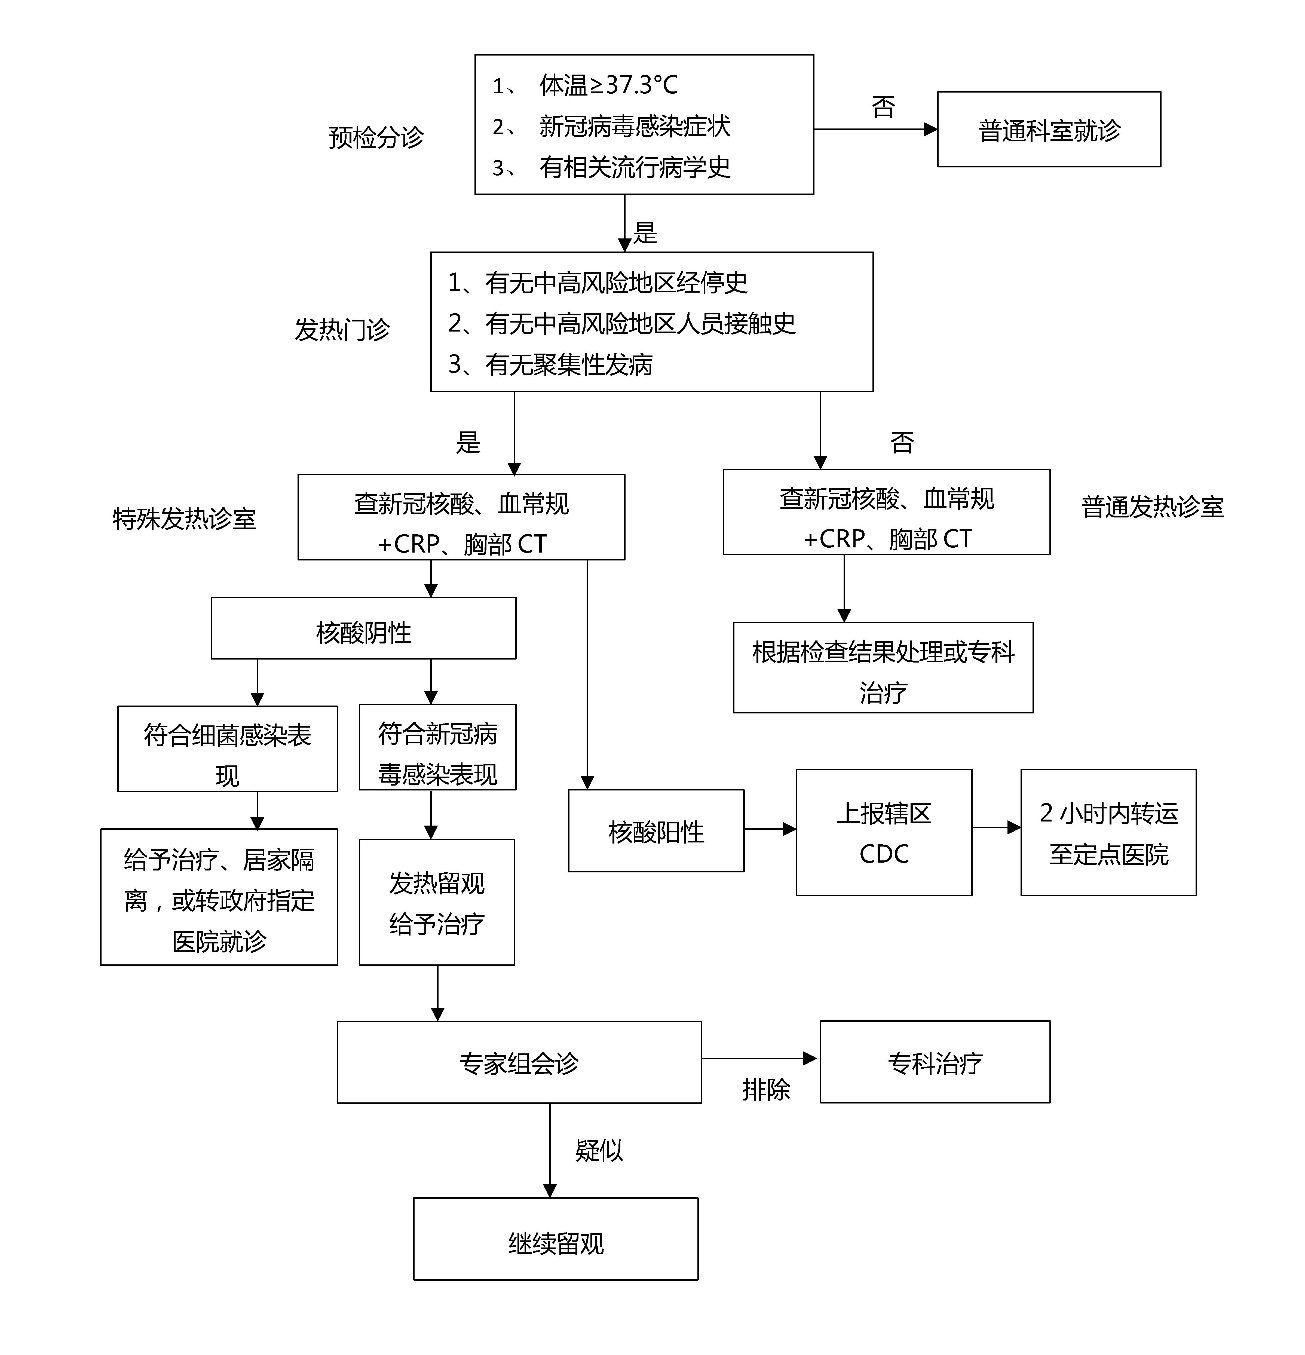 预检分诊
1、 体温≥37.3°C
2、 新冠病毒感染症状
3、 有相关流行病学史
否
普通科室就诊
是
发热门诊
1、有无中高风险地区经停史
2、有无中高风险地区人员接触史
3、有无聚集性发病
是
否
特殊发热诊室
查新冠核酸、血常规
+CRP、胸部 CT
查新冠核酸、血常规
+CRP、胸部 CT
普通发热诊室
核酸阴性
根据检查结果处理或专科
治疗
符合细菌感染表
现
符合新冠病
毒感染表现
核酸阳性
上报辖区
CDC
2 小时内转运
至定点医院
给予治疗、居家隔
离，或转政府指定
医院就诊
发热留观
给予治疗
专家组会诊
排除
专科治疗
疑似
继续留观